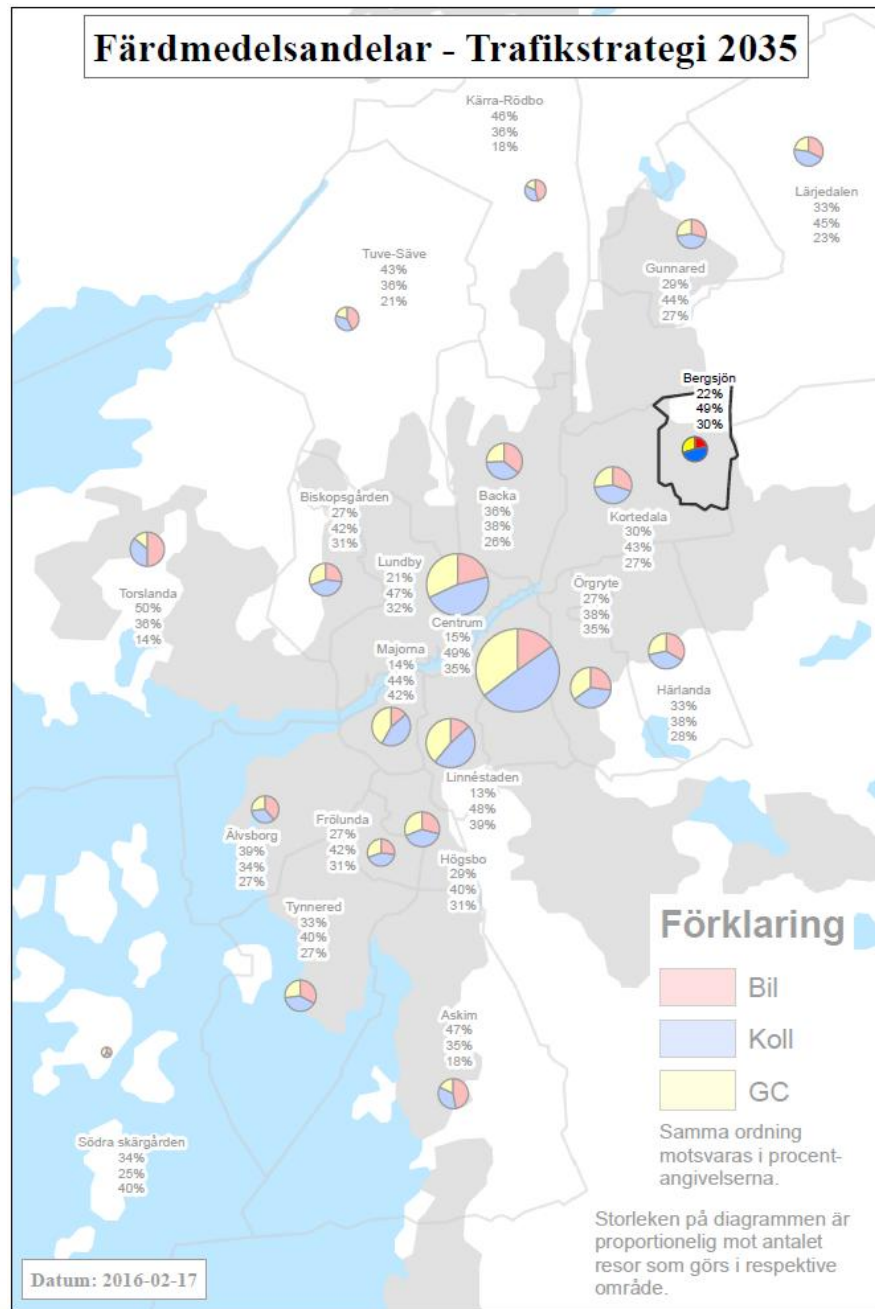 Färdmedelsandelar - Trafikstrategi 2035
Kärra-Rödbo
46%
36%
18%
Lärjedalen
33%
45%
23%
Tuve-Säve
43%
36%
21%
Gunnared
29%
44%
27%
Bergsjön
22%
49%
30%
Backa
36%
38%
26%
Biskopsgården
27%
42%
31%
Kortedala
30%
43%
27%
Lundby
21%
47%
32%
Torslanda
50%
36%
14%
Örgryte
27%
38%
35%
Centrum
15%
49%
35%
Majorna
14%
44%
42%
Härlanda
33%
38%
28%
Linnéstaden
13%
48%
39%
Älvsborg
39%
34%
27%
Frölunda
27%
42%
31%
Högsbo
29%
40%
31%
Tynnered
33%
40%
27%
Askim
47%
35%
18%
Södra skärgården
34%
25%
40%
Förklaring
Bil
Koll
GC
Samma ordning
motsvaras i procent-
angivelserna.
Storleken på diagrammen är
proportionelig mot antalet
resor som görs i respektive
område.
Datum: 2016-02-17